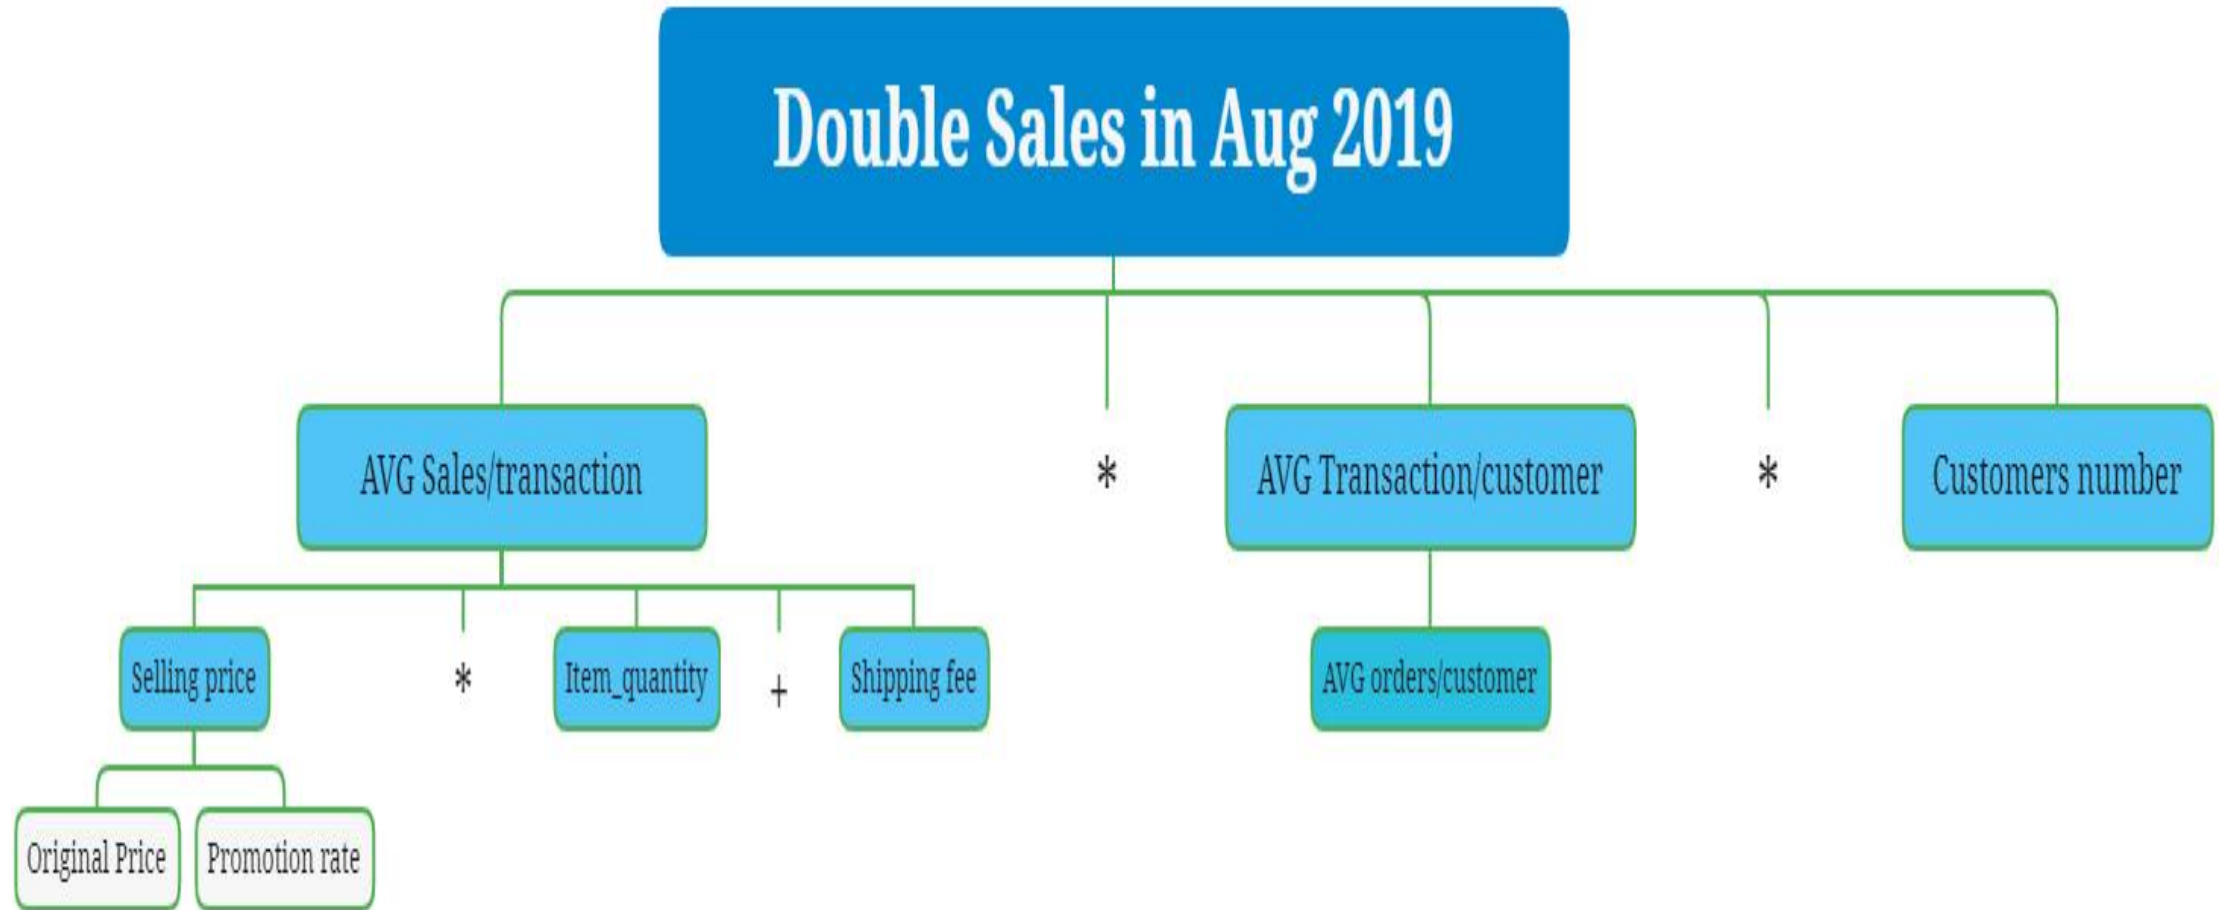 Double Sales in Aug 2019
AVG Sales/transaction * AVG Transaction/customer * Customers number
Selling price * Item_quantity + Shipping fee AVG orders/customer
Original Price Promotion rate